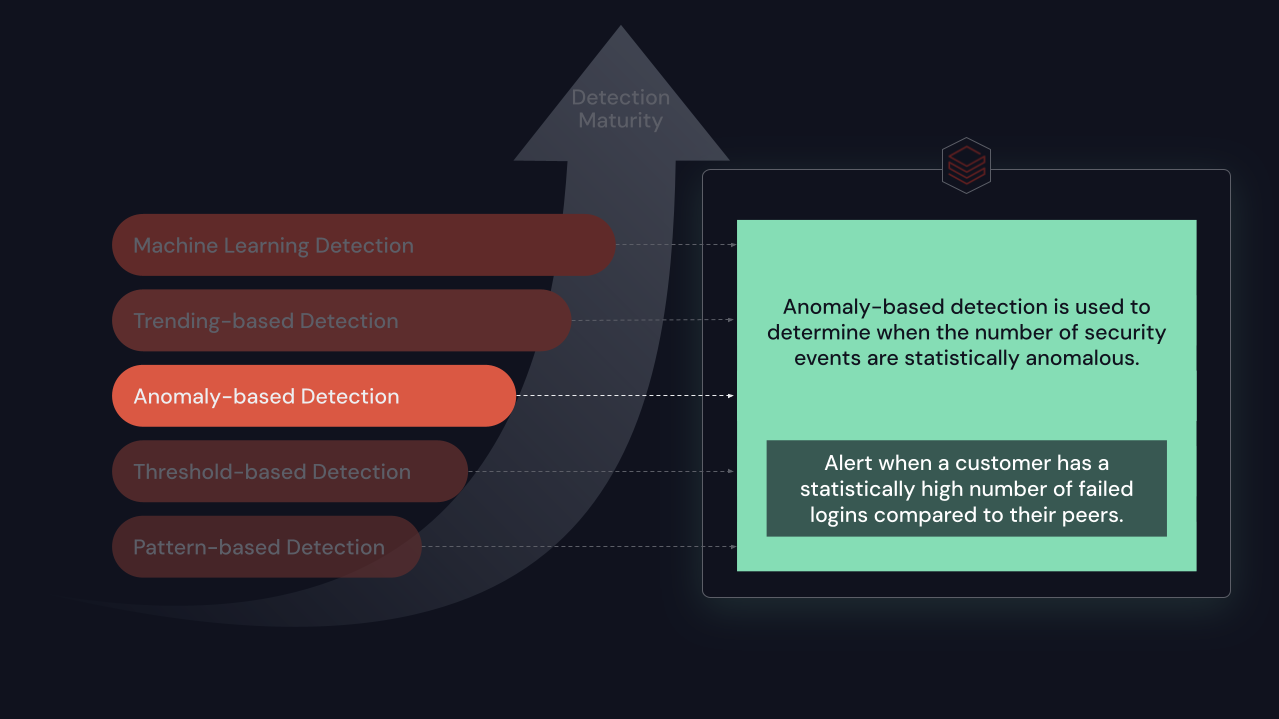 Detection
Maturity
Machine Learning Detection
Trending-based Detection
Anomaly-based Detection
Threshold-based Detection
Pattern-based Detection
Anomaly-based detection is used to
determine when the number of security
events are statistically anomalous.
Alert when a customer has a
statistically high number of failed
logins compared to their peers.